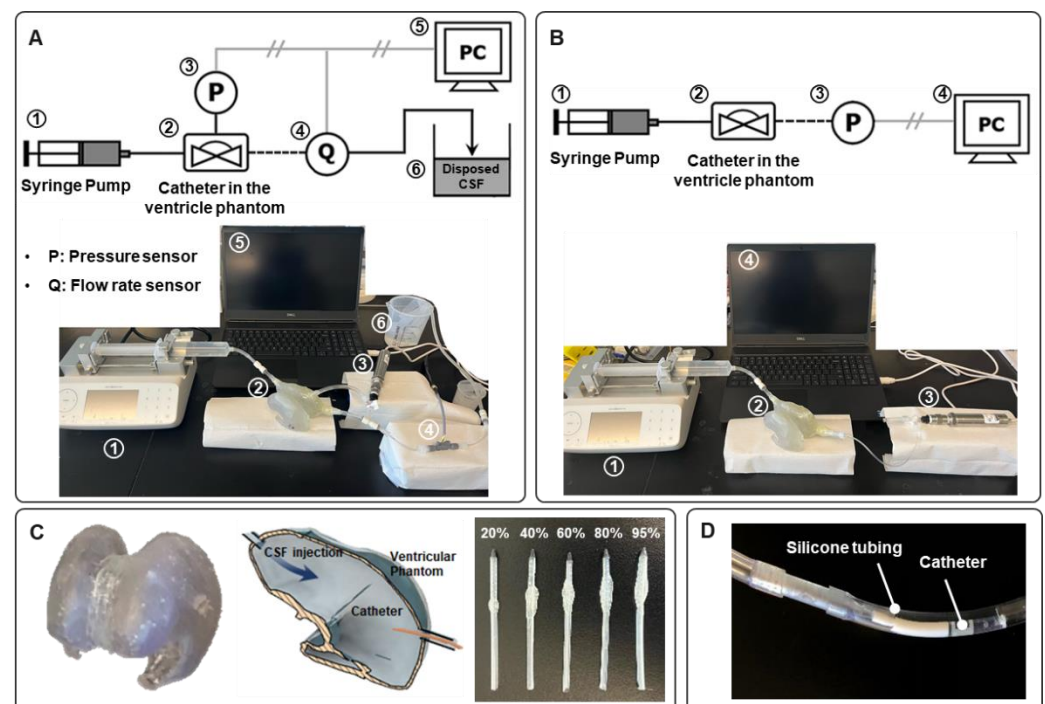 A
⑤
PC
③
P
①
②
④
Q
⑥
Disposed
CSF
Syringe Pump
Catheter in the
ventricle phantom
• P: Pressure sensor
• Q: Flow rate sensor
⑤
⑥
③
②
④
①
B
①
②
③
④
P
PC
Syringe Pump
Catheter in the
ventricle phantom
④
③
②
①
C
CSF injection
Ventricular
Phantom
Catheter
20% 40% 60% 80% 95%
D
Silicone tubing
Catheter